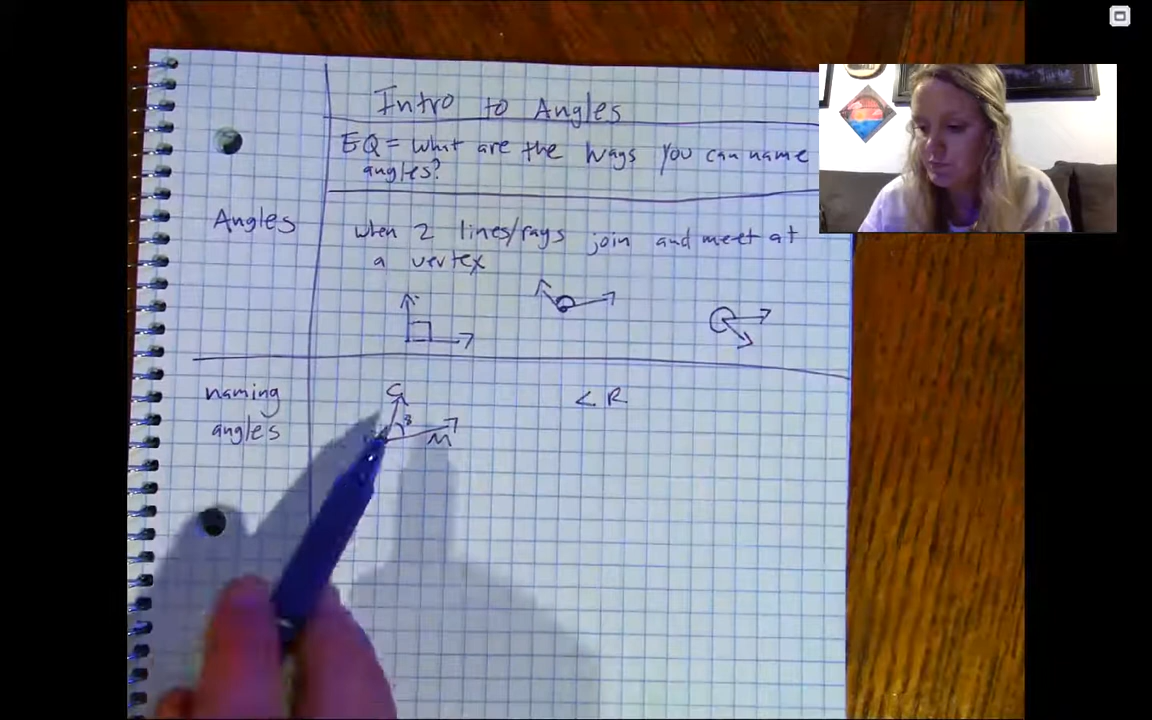 Intro to Angles
EQ = what are the ways you can name
angles?
Angles
when 2 lines/rays join and meet at
a vertex
naming
angles
G
8
M
< R